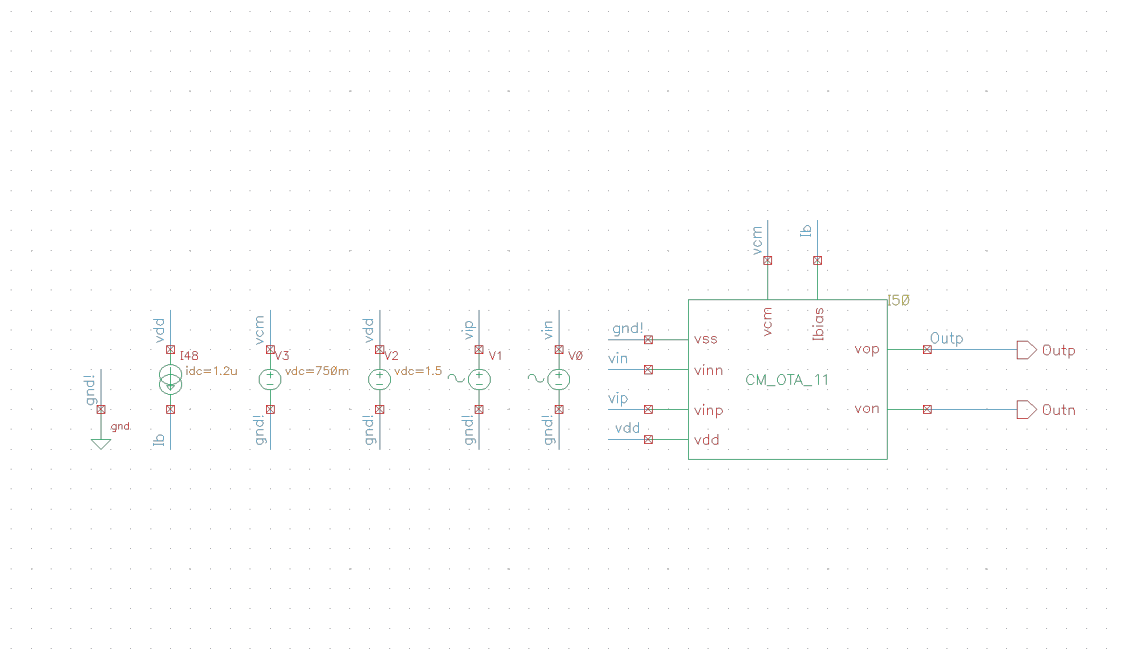 vcm
Ib
I50
vcm
Ibias
gnd!
vss
vin
vinn
vip
vinp
vdd
vdd
CM_OTA_11
vop
Outp
Outp
von
Outn
gnd!
gnd
vdd
I48
idc=1.2u
Ib
vcm
V3
vdc=750m
gnd!
vdd
V2
vdc=1.5
gnd!
vip
V1
gnd!
vin
V0
gnd!